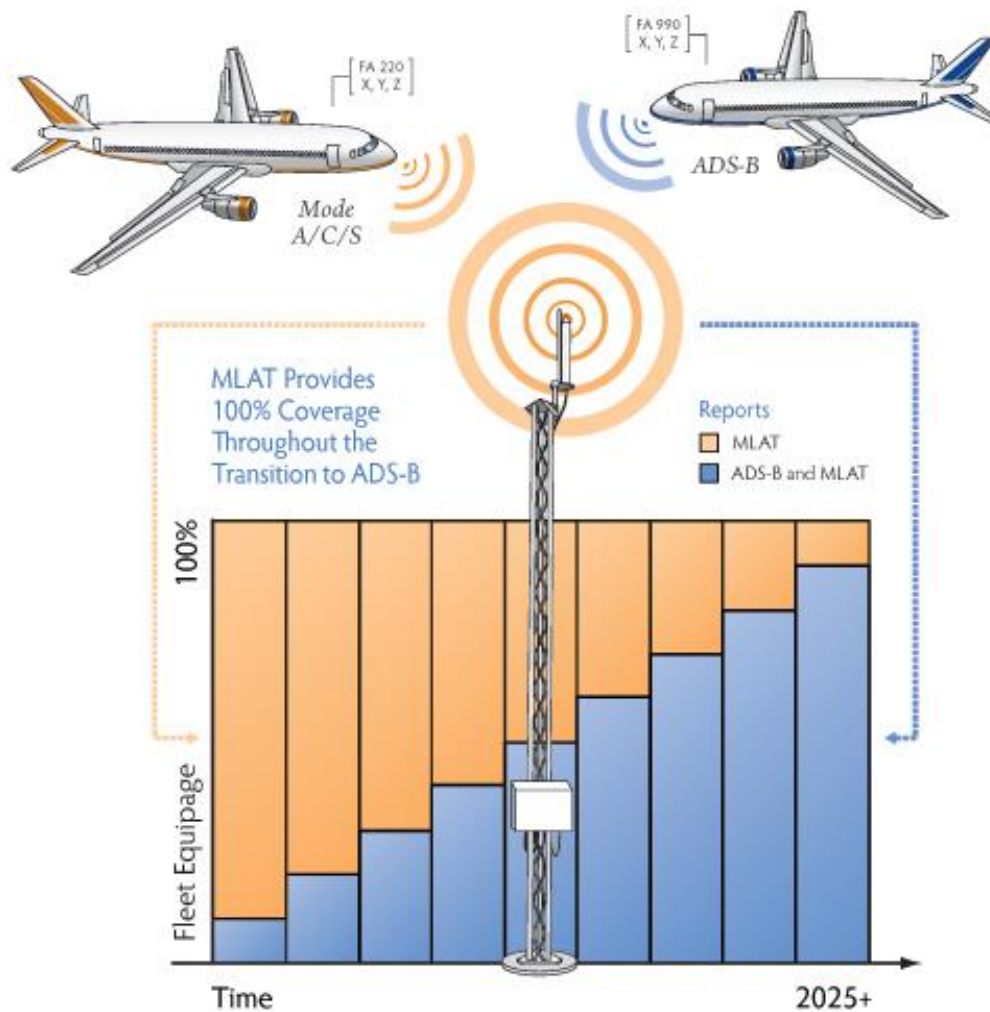 FA 220
X, Y, Z
FA 990
X, Y, Z
Mode
A/C/S
ADS-B
MLAT Provides
100% Coverage
Throughout the
Transition to ADS-B
Reports
MLAT
ADS-B and MLAT
100%
Fleet Equipage
Time
2025+